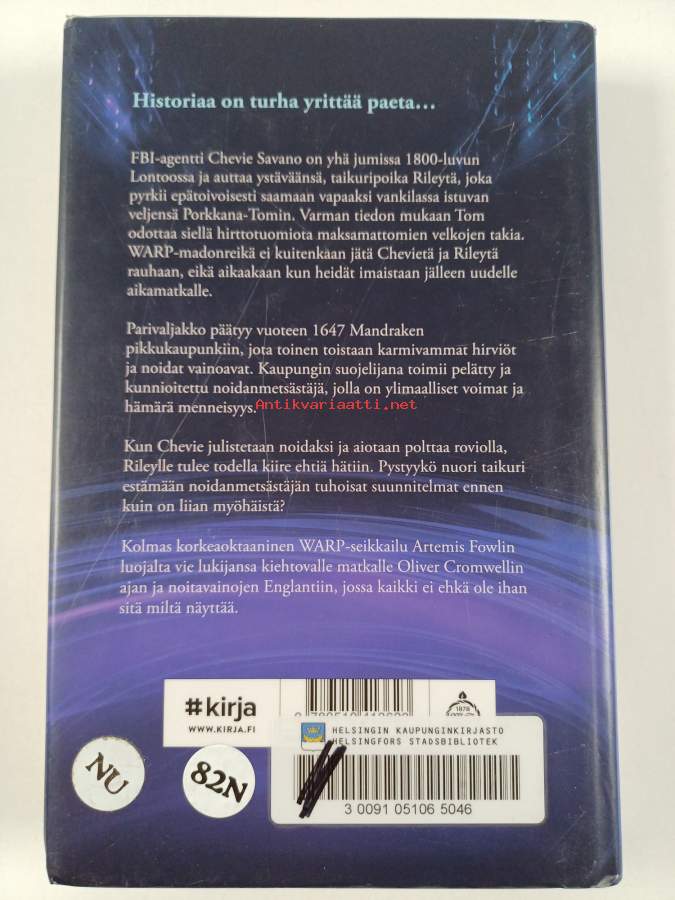 Historiaa on turha yrittää paeta…
FBI-agentti Chevie Savano on yhä jumissa 1800-luvun
Lontoossa ja auttaa ystäväänsä, taikuripoika Rileytä, joka
pyrkii epätoivoisesti saamaan vapaaksi vankilassa istuvan
veljensä Porkkana-Tomin. Varman tiedon mukaan Tom
odottaa siellä hirttotuomiota maksamattomien velkojen takia.
WARP-madonreikä ei kuitenkaan jätä Chevietä ja Rileytä
rauhaan, eikä aikaakaan kun heidät imaistaan jälleen uudelle
aikamatkalle.
Parivaljakko päätyy vuoteen 1647 Mandraken
pikkukaupunkiin, jota toinen toistaan karmivammat hirviöt
ja noidat vainoavat. Kaupungin suojelijana toimii pelätty ja
kunnioitettu noidanmetsästäjä, jolla on ylimaalliset voimat ja
hämärä menneisyys.
Antikvariaatti.net
Kun Chevie julistetaan noidaksi ja aiotaan polttaa roviolla,
Rileylle tulee todella kiire ehtiä hätiin. Pystyykö nuori taikuri
estämään noidanmetsästäjän tuhoisat suunnitelmat ennen
kuin on liian myöhäistä?
Kolmas korkeaoktaaninen WARP-seikkailu Artemis Fowlin
luojalta vie lukijansa kiehtovalle matkalle Oliver Cromwellin
ajan ja noitavainojen Englantiin, jossa kaikki ei ehkä ole ihan
sitä miltä näyttää.
#kirja
WWW.KIRJA.FI
1878
HELSINGIN KAUPUNGINKIRJASTO
HELSINGFORS STADSBIBLIOTEK
NU
82N
3 0091 05106 5046